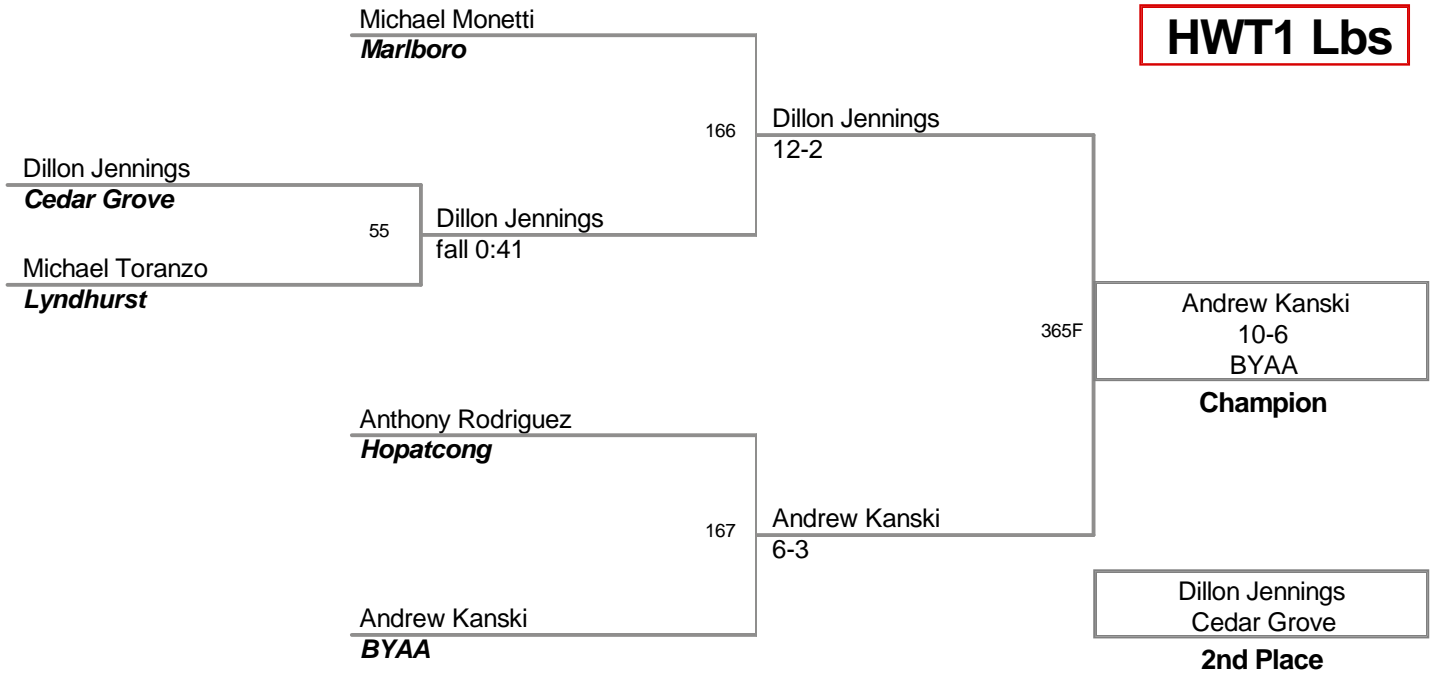 Michael Monetti
Marlboro
HWT1 Lbs
166
Dillon Jennings
12-2
Dillon Jennings
Cedar Grove
55
Dillon Jennings
fall 0:41
Michael Toranzo
Lyndhurst
365F
Andrew Kanski
10-6
BYAA
Champion
Anthony Rodriguez
Hopatcong
167
Andrew Kanski
6-3
Andrew Kanski
BYAA
Dillon Jennings
Cedar Grove
2nd Place